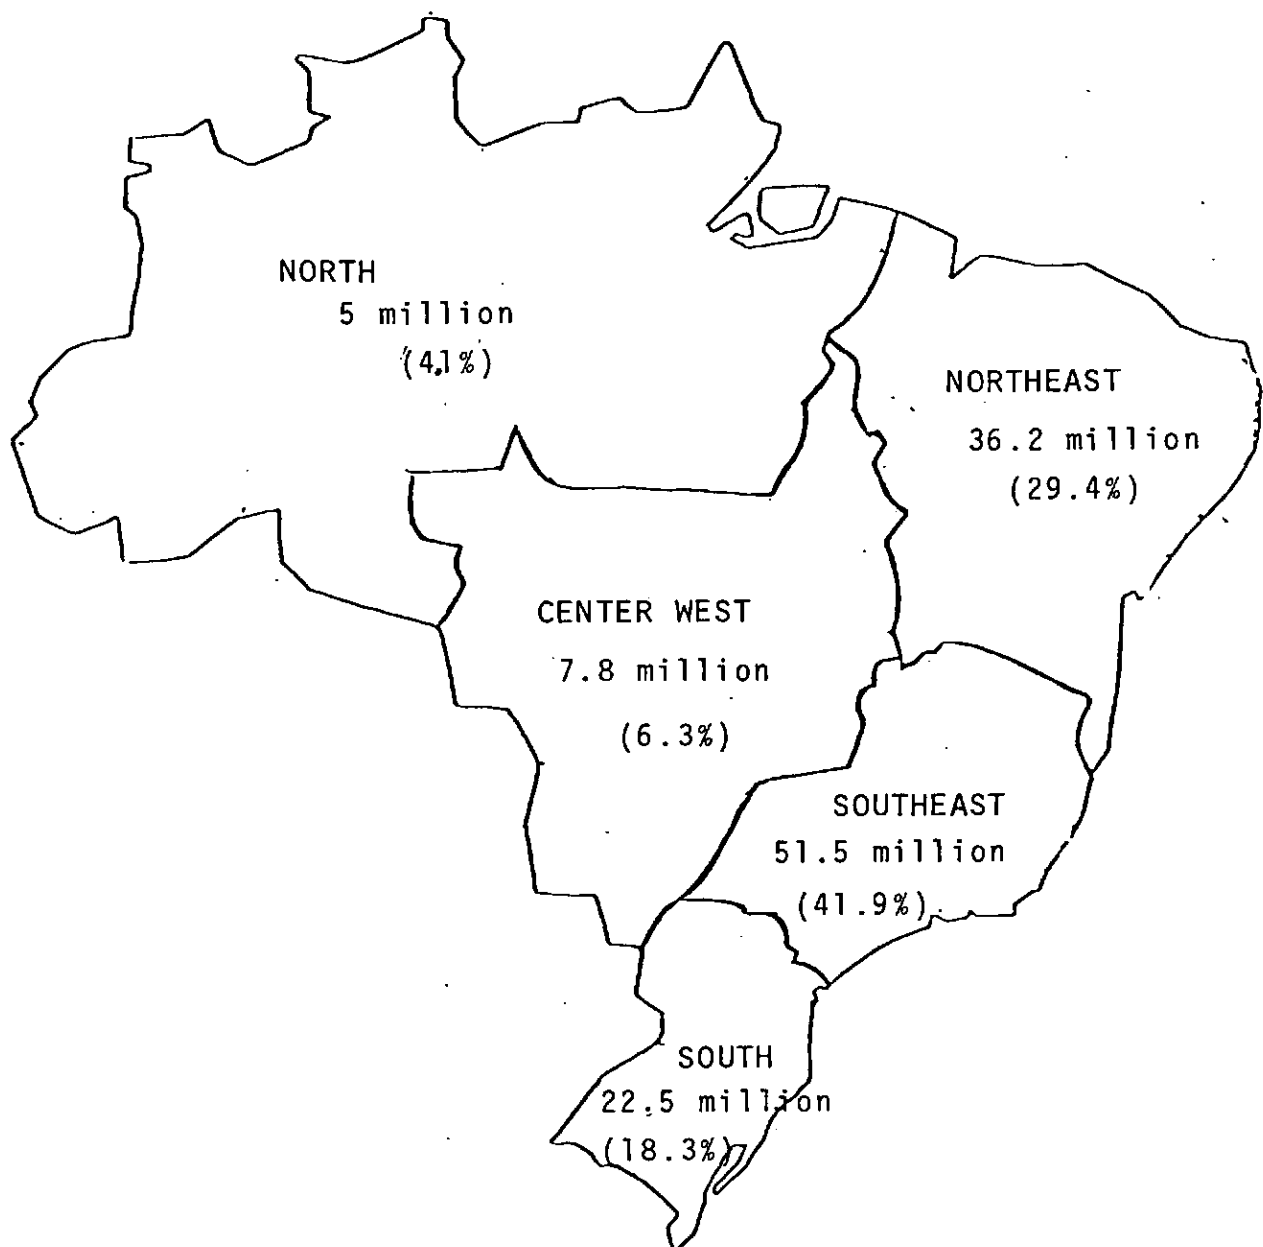 NORTH
5 million
(4.1%)
NORTHEAST
36.2 million
(29.4%)
CENTER WEST
7.8 million
(6.3%)
SOUTHEAST
51.5 million
(41.9%)
SOUTH
22.5 million
(18.3%)